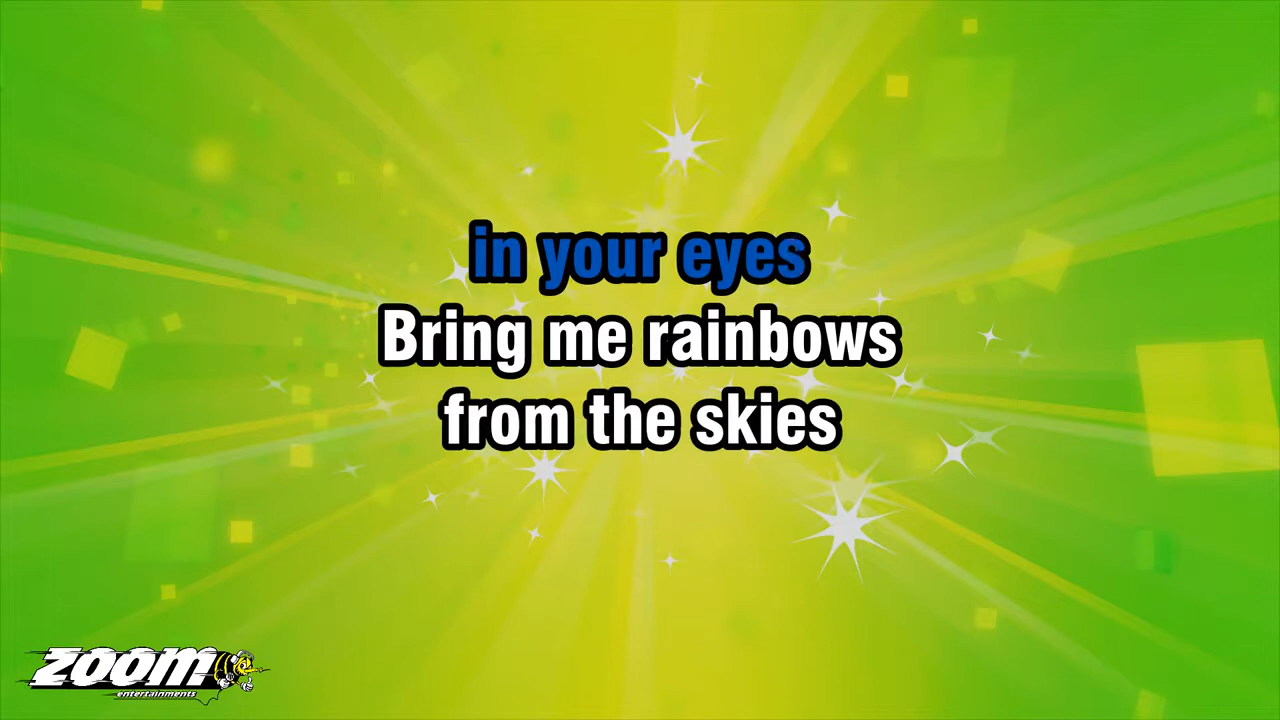 in your eyes
Bring me rainbows
from the skies
zoom
entertainments